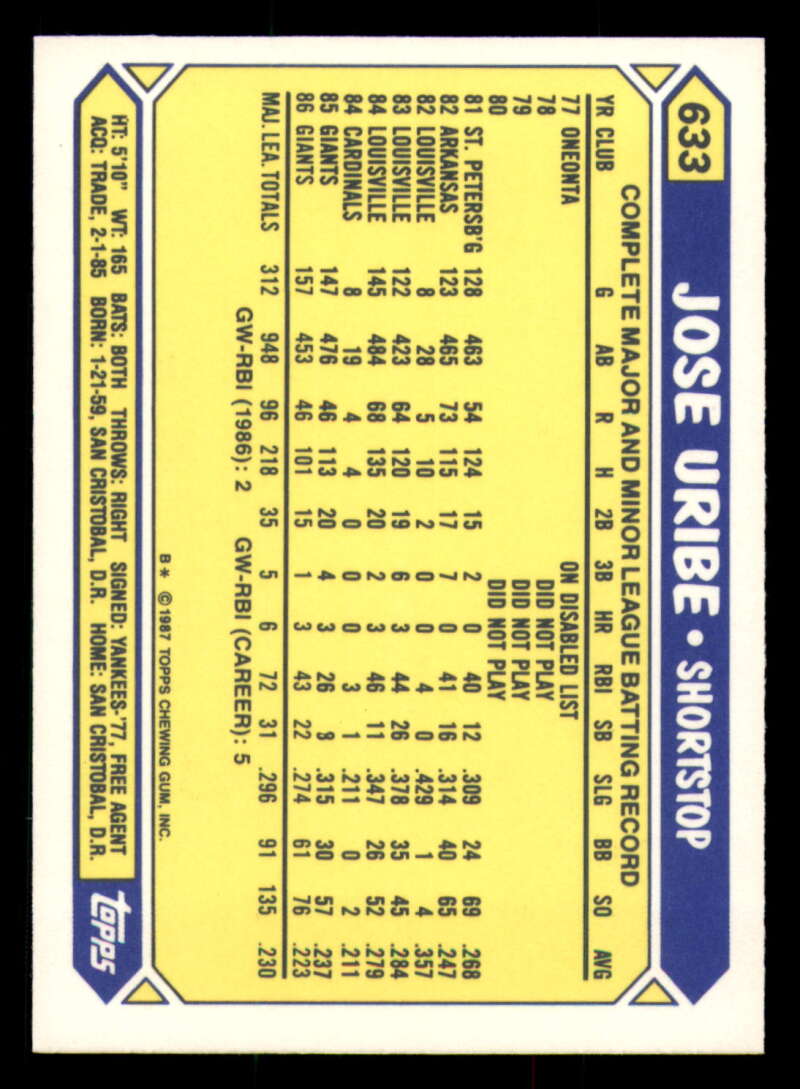 633
JOSE URIBE • SHORTSTOP
COMPLETE MAJOR AND MINOR LEAGUE BATTING RECORD
YR CLUB G AB R H 2B 3B HR RBI SB SLG BB SO AVG
77 ONEONTA ON DISABLED LIST
78 DID NOT PLAY
79 DID NOT PLAY
80 DID NOT PLAY
81 ST. PETERSB'G 128 463 54 124 15 2 0 40 12 .309 24 69 .268
82 ARKANSAS 123 465 73 115 17 7 0 41 16 .314 40 65 .247
82 LOUISVILLE 8 28 5 10 2 0 0 4 0 .429 1 4 .357
83 LOUISVILLE 122 423 64 120 19 6 3 44 26 .378 35 45 .284
84 LOUISVILLE 145 484 68 135 20 2 3 46 11 .347 26 52 .279
84 CARDINALS 8 19 4 4 0 0 0 3 1 .211 0 2 .211
85 GIANTS 147 476 46 113 20 4 3 26 8 .315 30 57 .237
86 GIANTS 157 453 46 101 15 1 3 43 22 .274 61 76 .223
MAJ. LEA. TOTALS 312 948 96 218 35 5 6 72 31 .296 91 135 .230
GW-RBI (1986): 2 GW-RBI (CAREER): 5
B* © 1987 TOPPS CHEWING GUM, INC.
HT: 5'10" WT: 165 BATS: BOTH THROWS: RIGHT SIGNED: YANKEES-'77, FREE AGENT
ACQ: TRADE, 2-1-85 BORN: 1-21-59, SAN CRISTOBAL, D.R. HOME: SAN CRISTOBAL, D.R.
topps